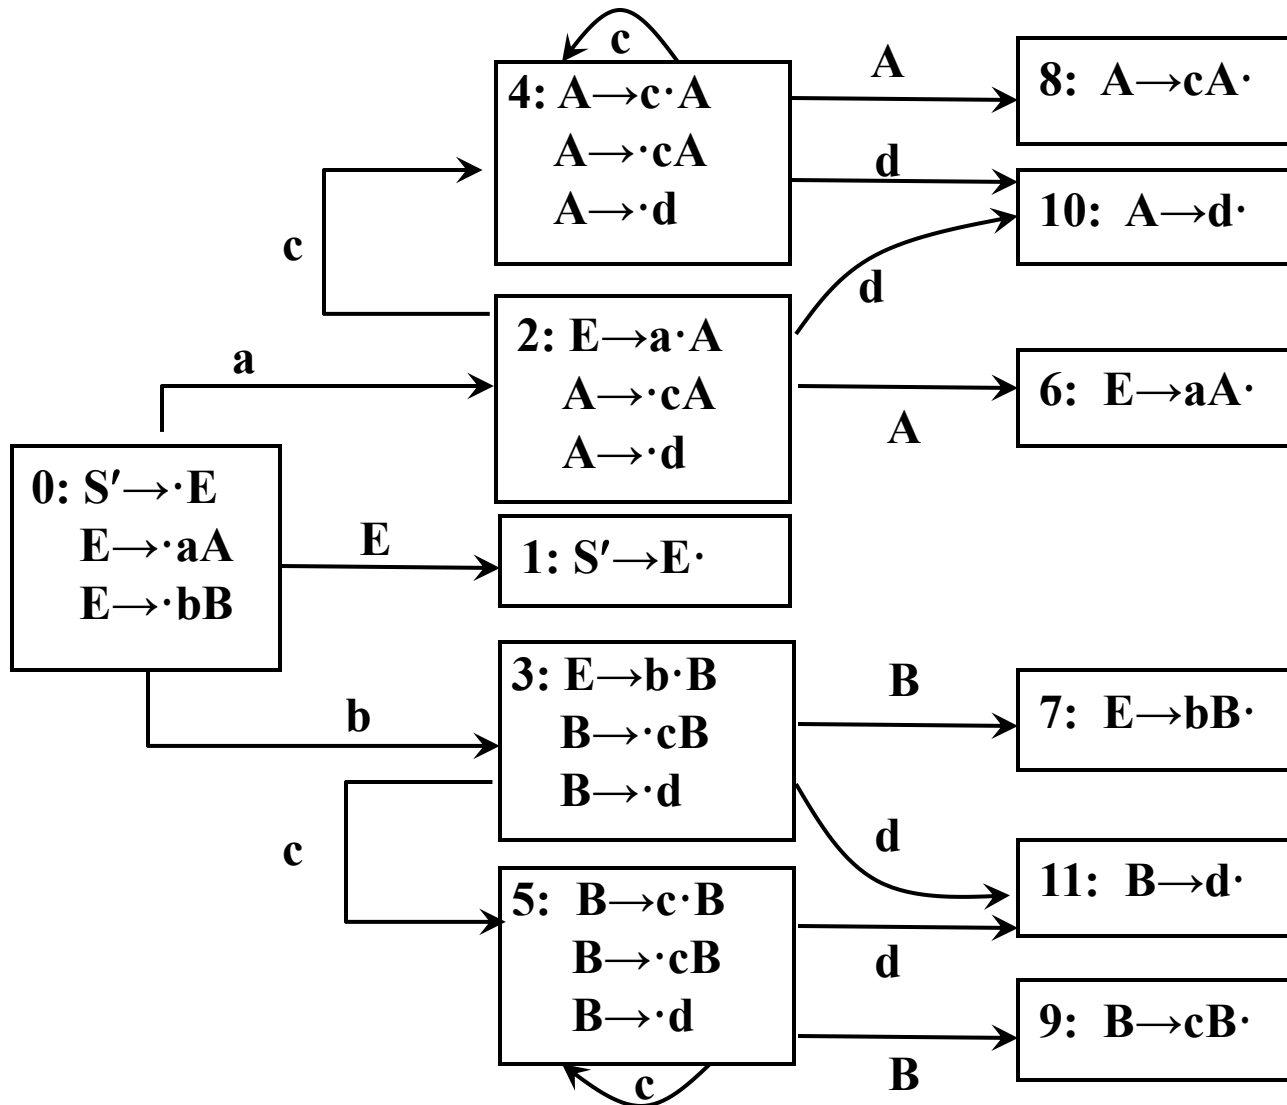 c
4: A→c·A
A→·cA
A→·d
A
8: A→cA·
d
10: A→d·
c
d
2: E→a·A
A→·cA
A→·d
a
A
6: E→aA·
0: S′→·E
E→·aA
E→·bB
E
1: S′→E·
b
3: E→b·B
B→·cB
B→·d
B
7: E→bB·
c
d
11: B→d·
5: B→c·B
B→·cB
B→·d
d
9: B→cB·
B
c